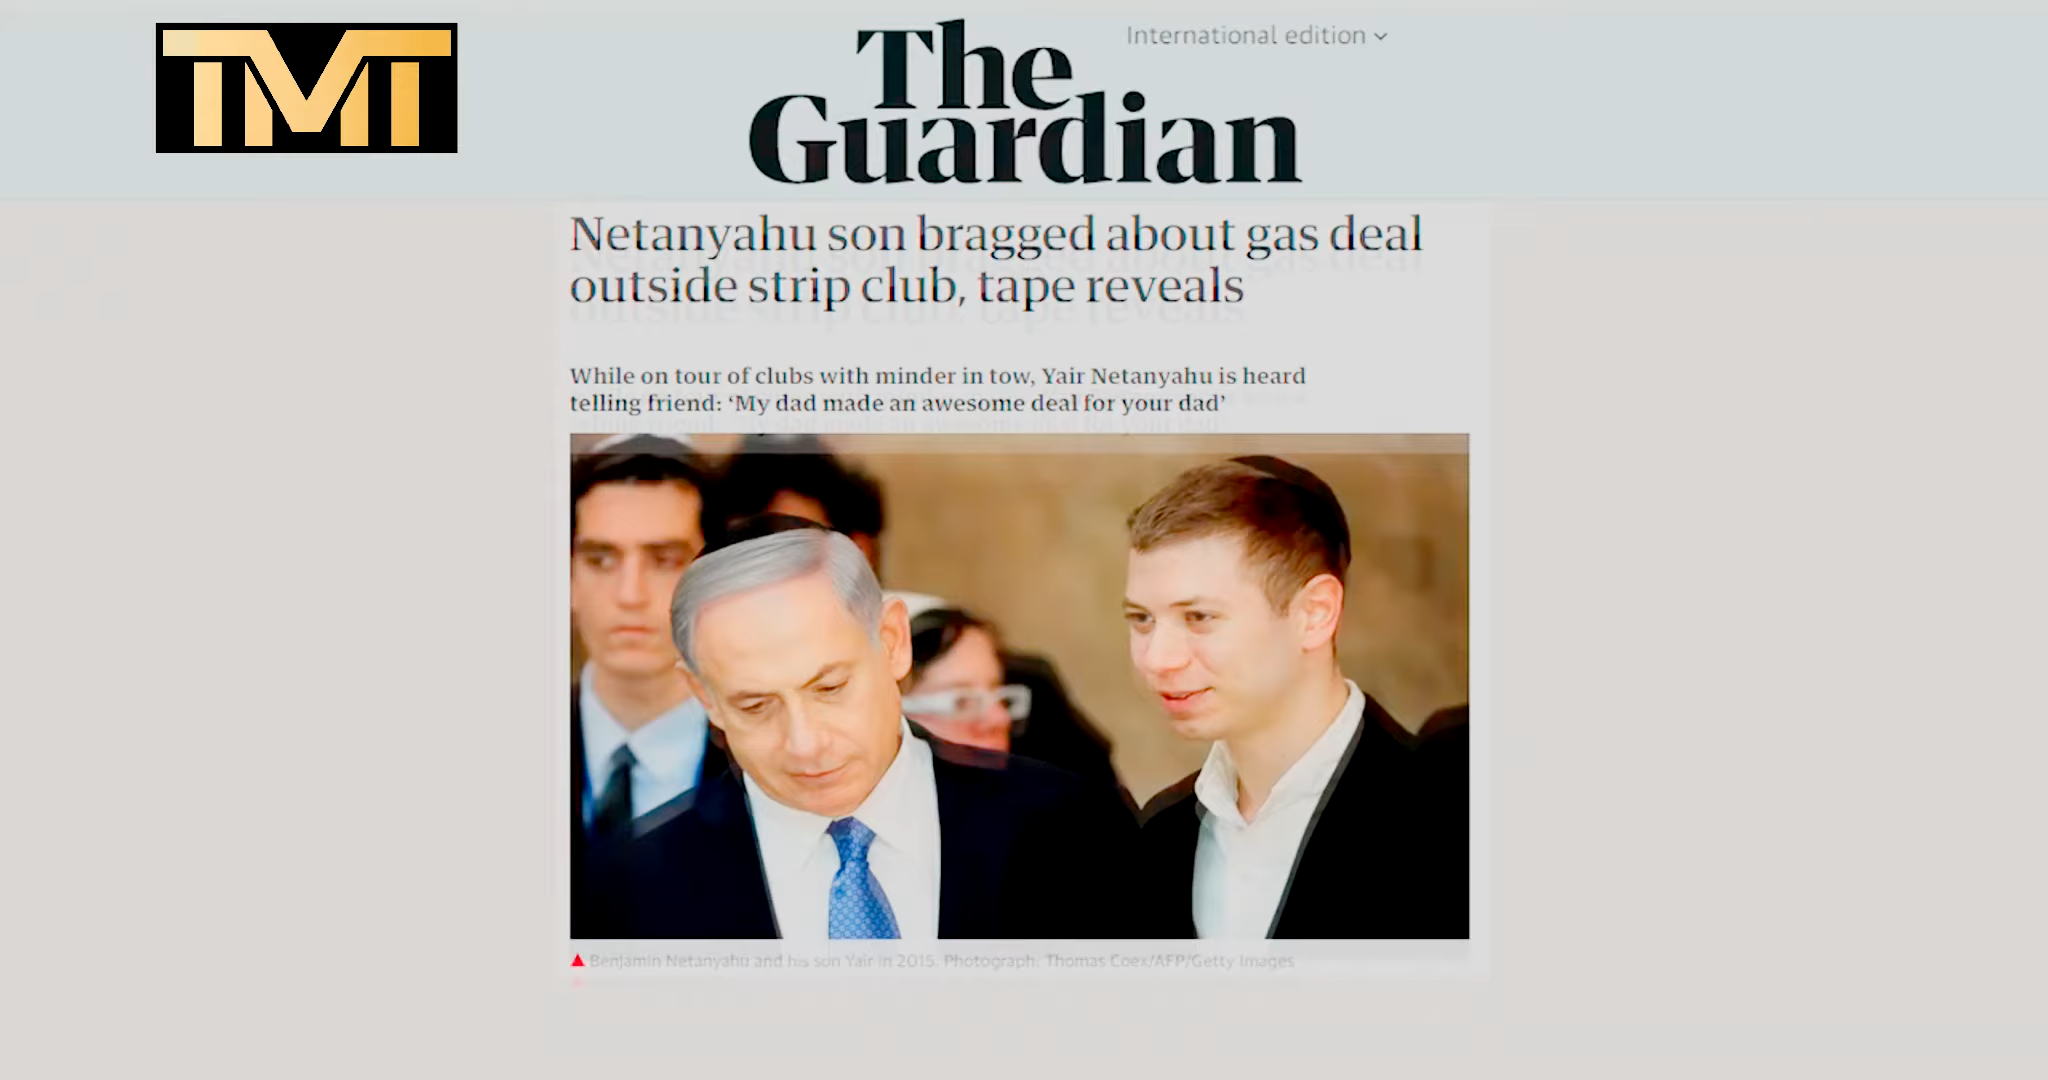 TMT
International edition
The
Guardian
Netanyahu son bragged about gas deal
outside strip club, tape reveals
While on tour of clubs with minder in tow, Yair Netanyahu is heard
telling friend: ‘My dad made an awesome deal for your dad’
Benjamin Netanyahu and his son Yair in 2015. Photograph: Thomas Coex/AFP/Getty Images